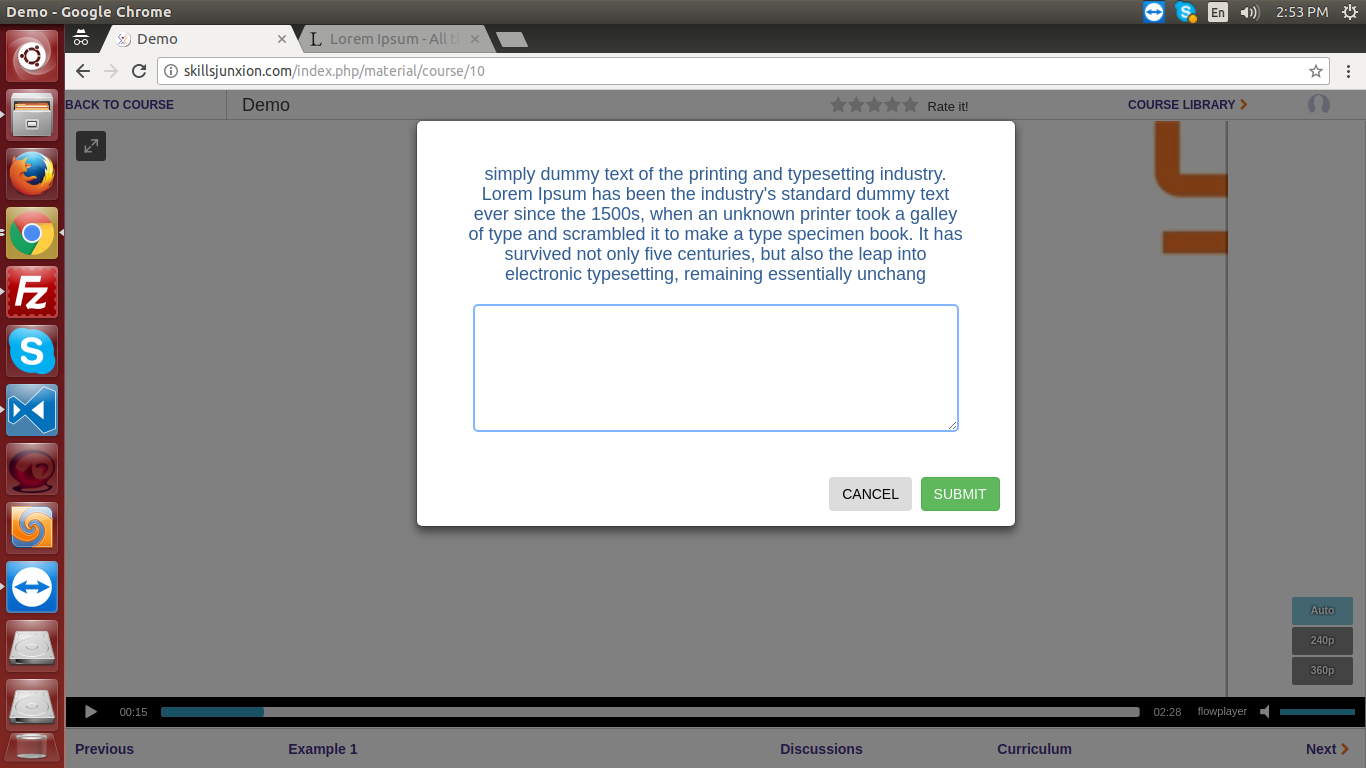 Demo - Google Chrome
En
2:53 PM
Demo
Lorem Ipsum - All th
skillsjunxion.com/index.php/material/course/10
BACK TO COURSE
Demo
Rate it!
COURSE LIBRARY
simply dummy text of the printing and typesetting industry.
Lorem Ipsum has been the industry's standard dummy text
ever since the 1500s, when an unknown printer took a galley
of type and scrambled it to make a type specimen book. It has
survived not only five centuries, but also the leap into
electronic typesetting, remaining essentially unchang
CANCEL
SUBMIT
Auto
240p
360p
00:15
02:28
flowplayer
Previous
Example 1
Discussions
Curriculum
Next